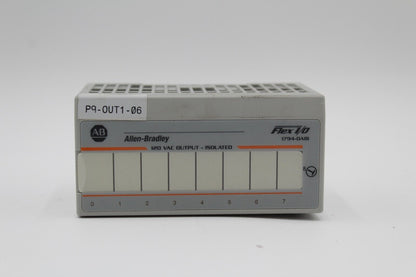 P9-OUT1-06
AB
Allen-Bradley
Flex I/O
1794-OA8I
120 VAC OUTPUT - ISOLATED
0 1 2 3 4 5 6 7